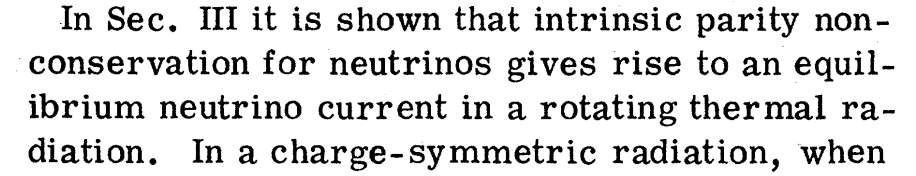 In Sec. III it is shown that intrinsic parity non-
conservation for neutrinos gives rise to an equil-
ibrium neutrino current in a rotating thermal ra-
diation. In a charge-symmetric radiation, when